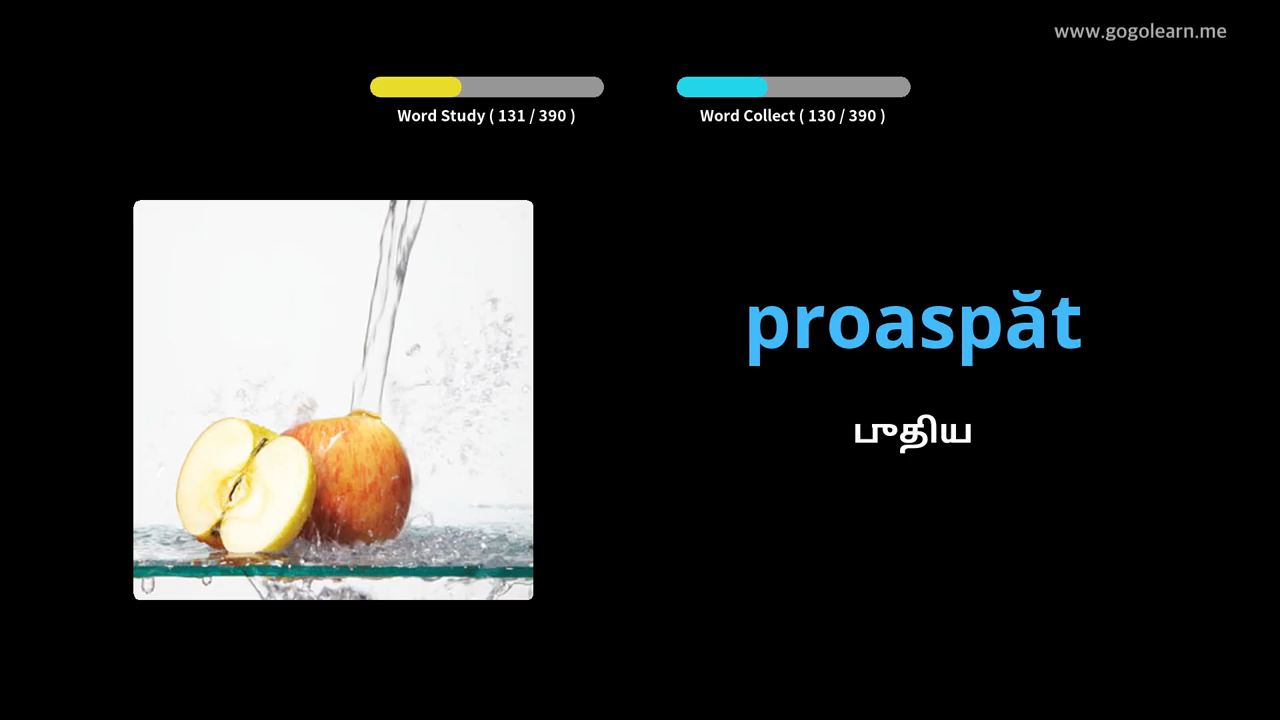 www.gogolearn.me
Word Study ( 131 / 390 )
Word Collect ( 130 / 390 )
proaspăt
புதிய